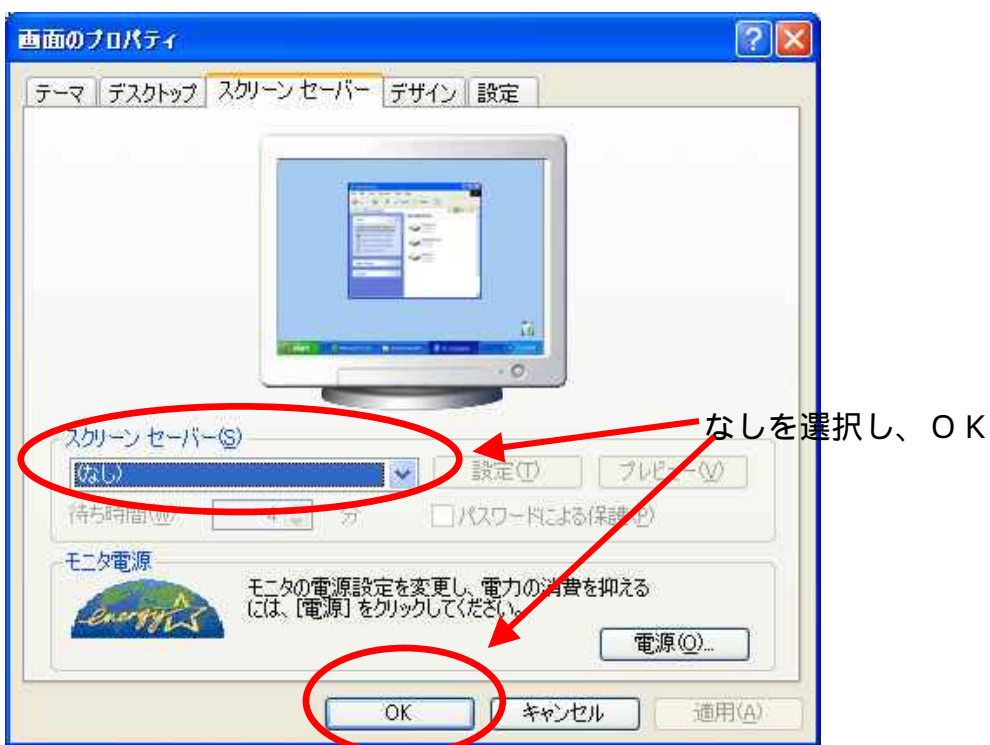 画面のプロパティ
テーマ デスクトップ スクリーン セーバー デザイン 設定
スクリーン セーバー(S)
なしを選択し、ＯＫ
(なし) 設定(T) プレビュー(V)
待ち時間(W) 4 分 パスワードによる保護(P)
モニタ電源
energy
モニタの電源設定を変更し、電力の消費を抑える
には、[電源] をクリックしてください。
電源(O)...
OK キャンセル 適用(A)